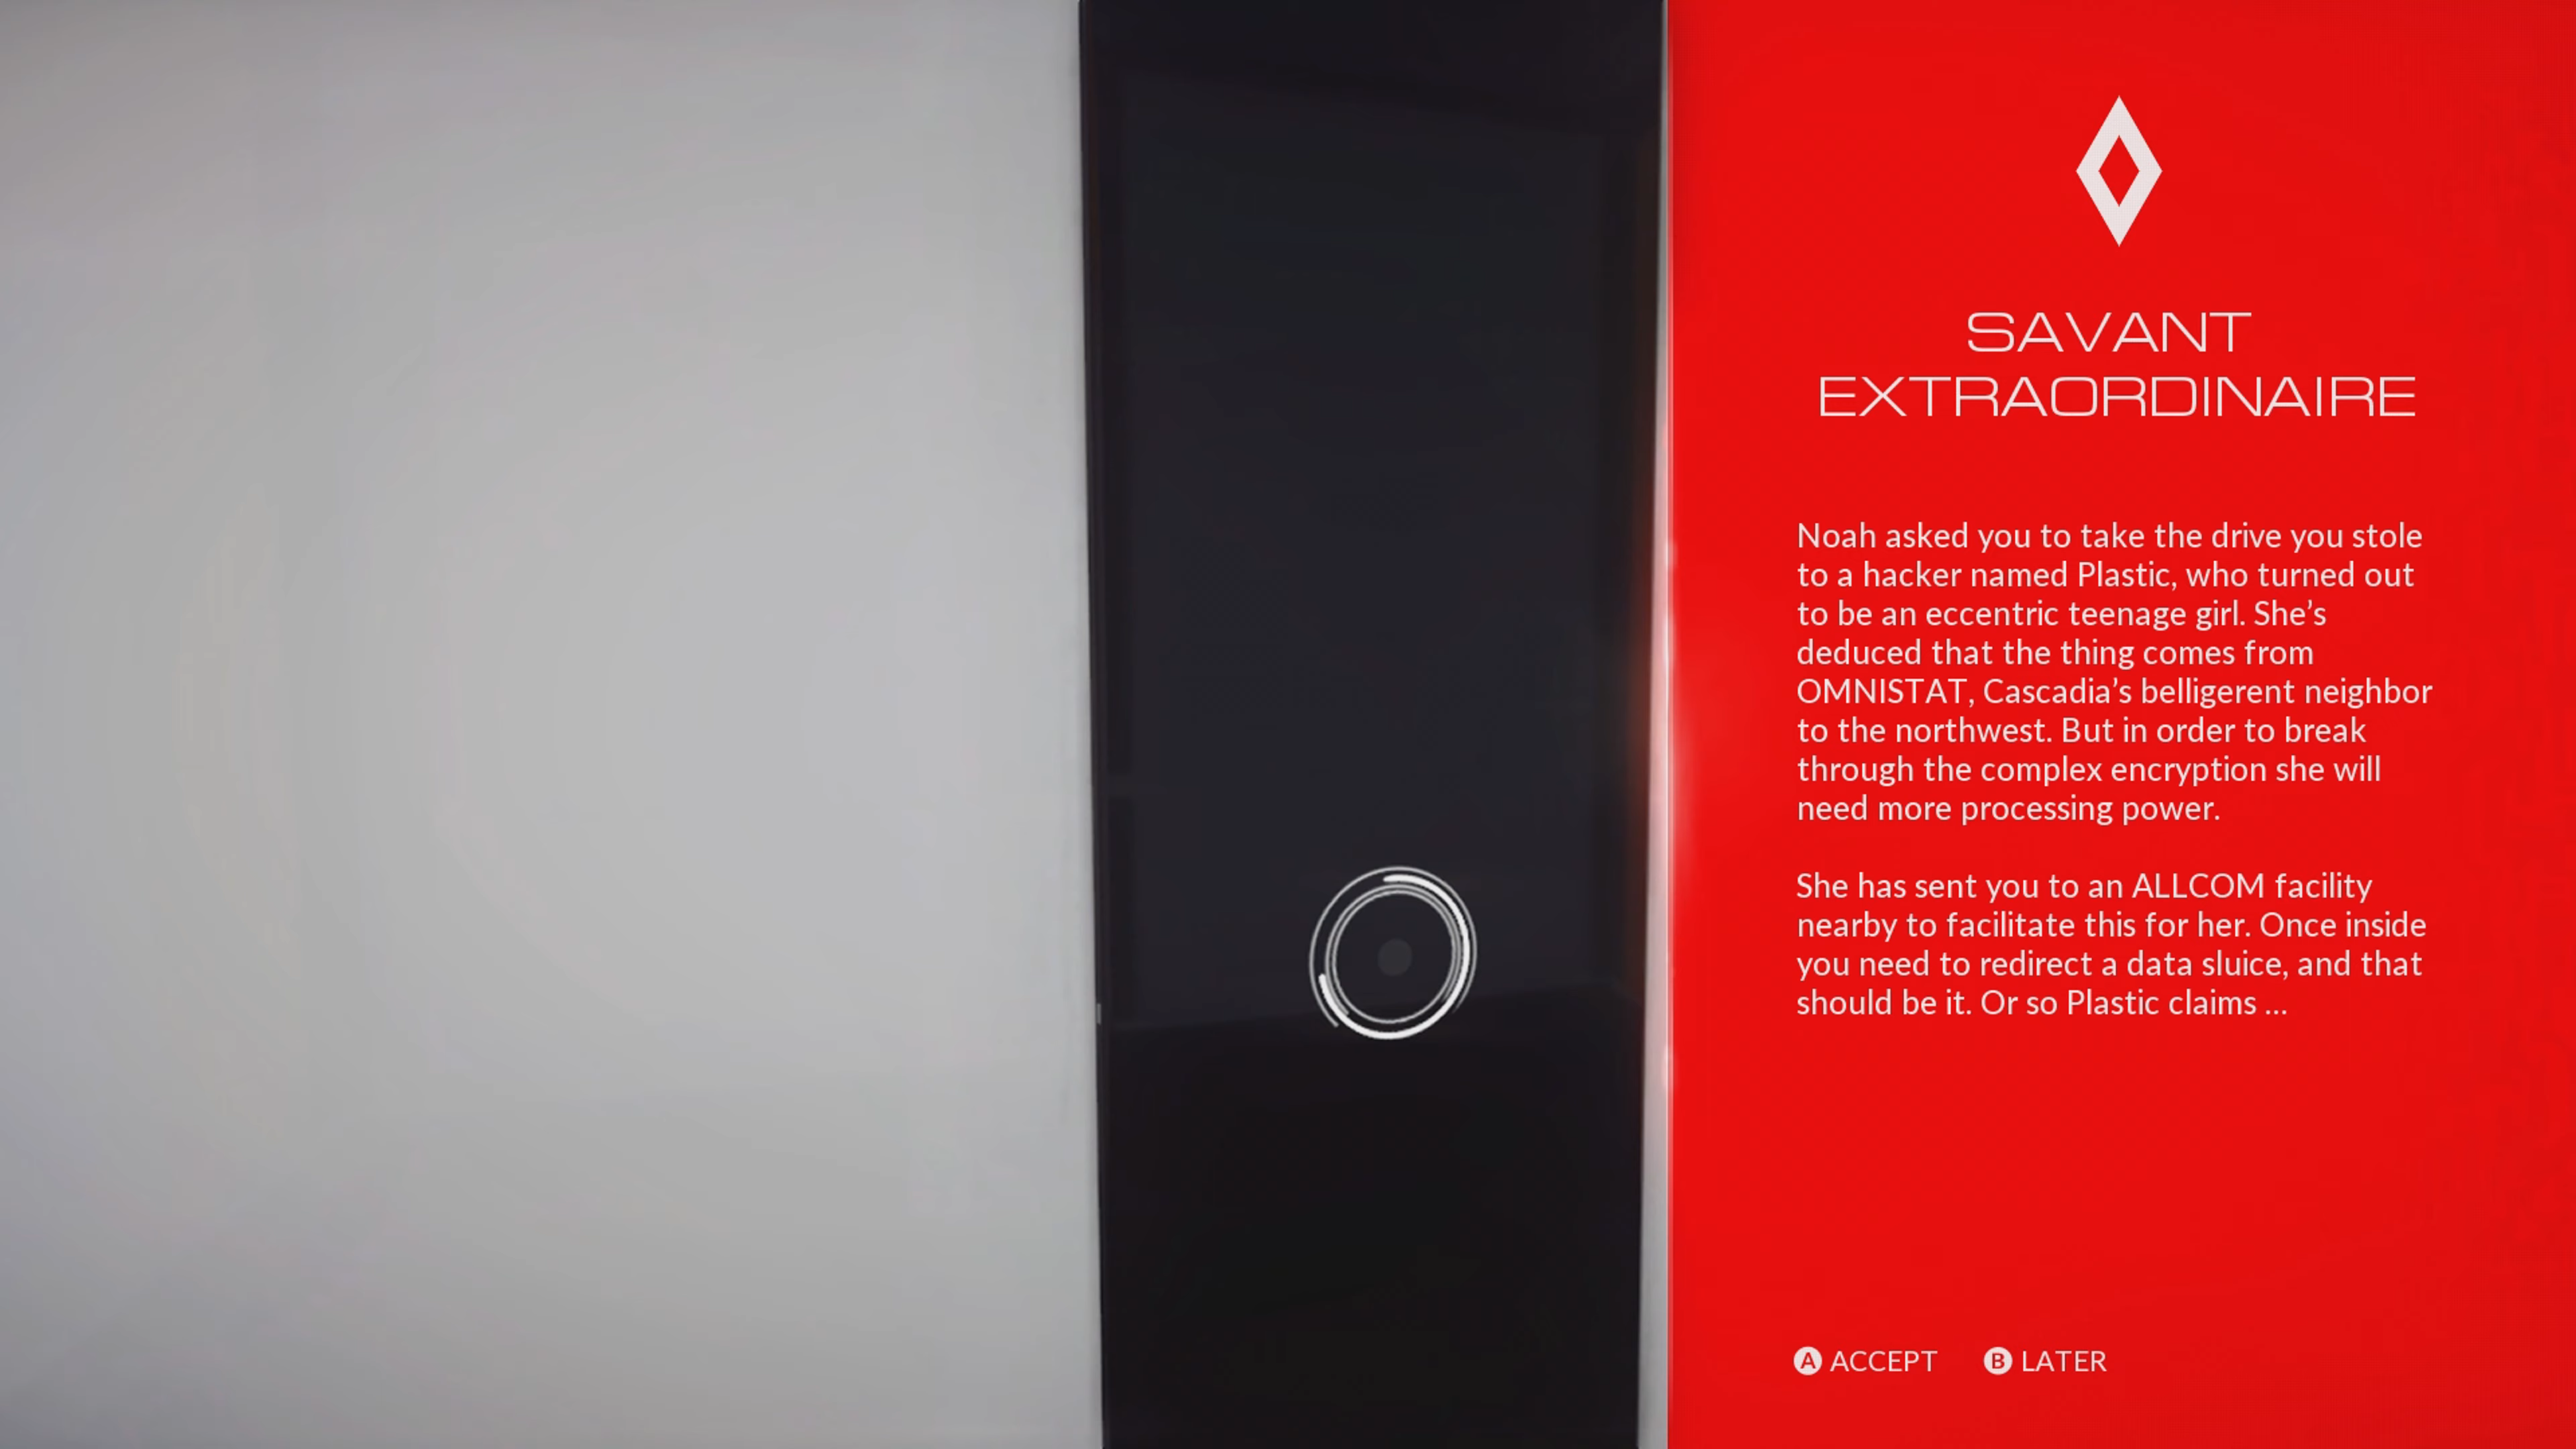 SAVANT
EXTRAORDINAIRE
Noah asked you to take the drive you stole
to a hacker named Plastic, who turned out
to be an eccentric teenage girl. She’s
deduced that the thing comes from
OMNISTAT, Cascadia’s belligerent neighbor
to the northwest. But in order to break
through the complex encryption she will
need more processing power.
She has sent you to an ALLCOM facility
nearby to facilitate this for her. Once inside
you need to redirect a data sluice, and that
should be it. Or so Plastic claims ...
A ACCEPT B LATER